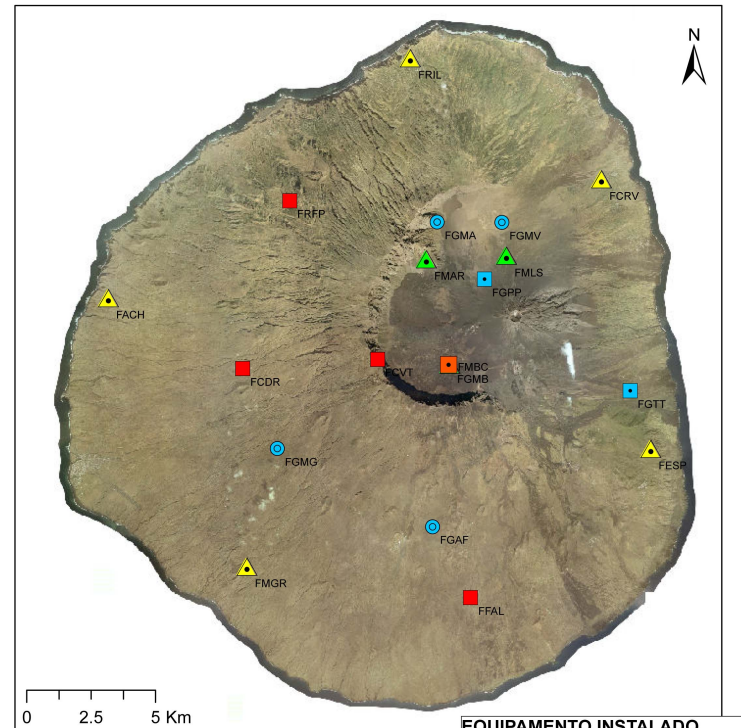 N
FRIL
FCRV
FRFP
FGMA
FGMV
FMAR
FMLS
FGPP
FACH
FCVT
FMBC
FGMB
FCDR
FGTT
FGMG
FESP
FGAF
FMGR
FFAL
0 2.5 5 Km
EQUIPAMENTO INSTALADO